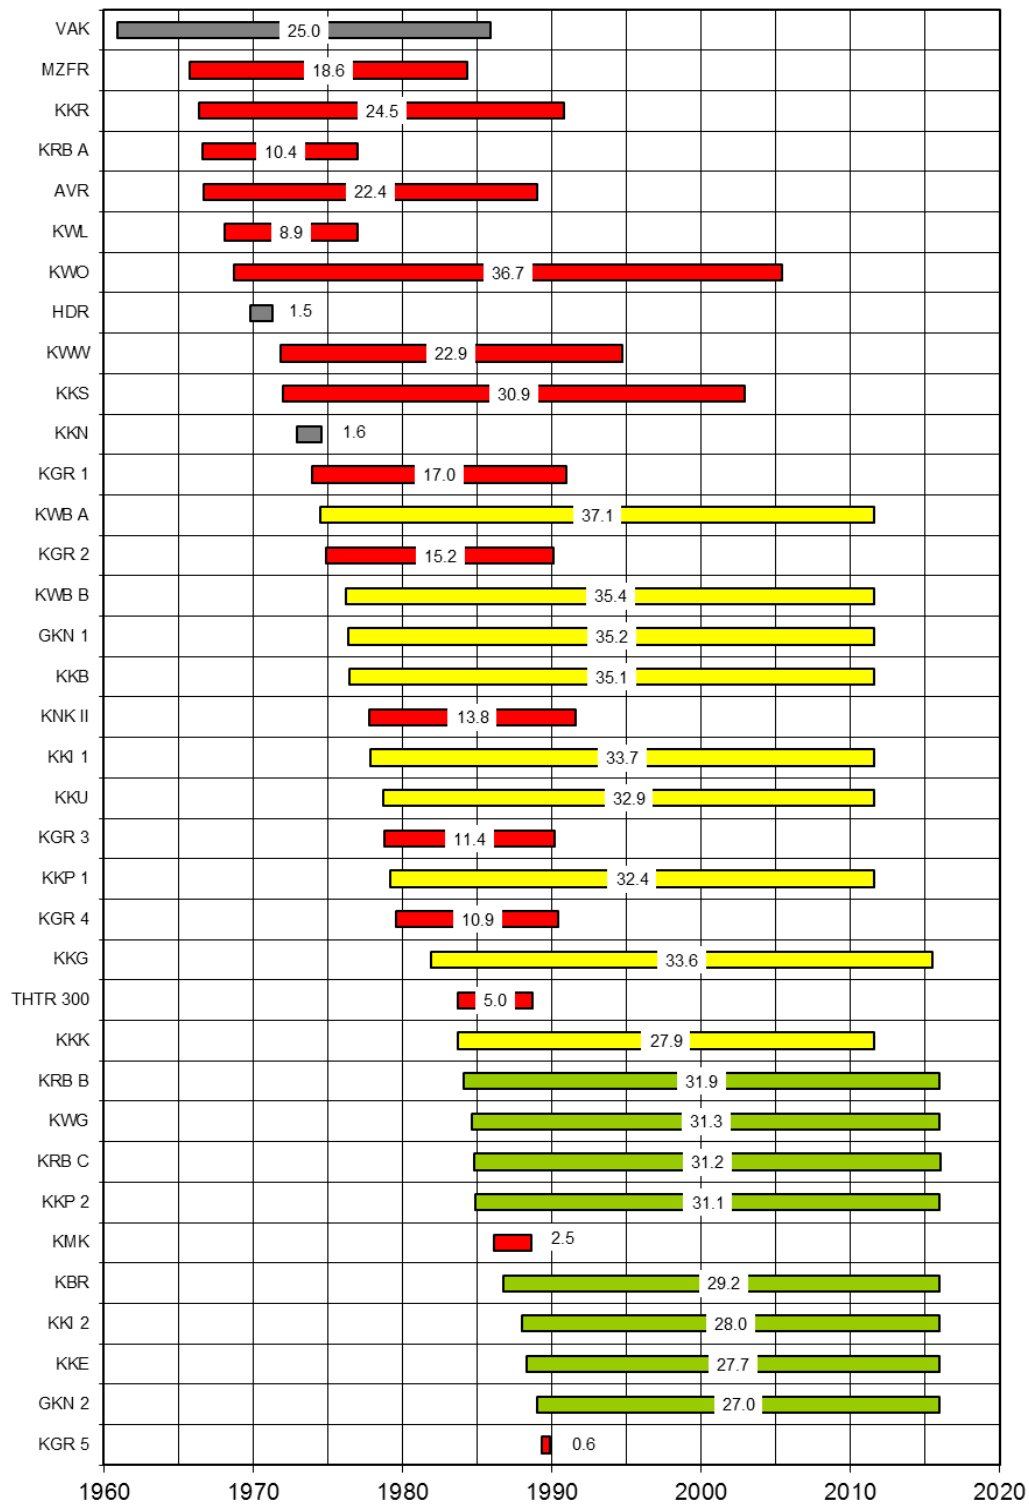 VAK 25.0
MZFR 18.6
KKR 24.5
KRB A 10.4
AVR 22.4
KWL 8.9
KWO 36.7
HDR 1.5
KWW 22.9
KKS 30.9
KKN 1.6
KGR 1 17.0
KWB A 37.1
KGR 2 15.2
KWB B 35.4
GKN 1 35.2
KKB 35.1
KNK II 13.8
KKI 1 33.7
KKU 32.9
KGR 3 11.4
KKP 1 32.4
KGR 4 10.9
KKG 33.6
THTR 300 5.0
KKK 27.9
KRB B 31.9
KWG 31.3
KRB C 31.2
KKP 2 31.1
KMK 2.5
KBR 29.2
KKI 2 28.0
KKE 27.7
GKN 2 27.0
KGR 5 0.6
1960 1970 1980 1990 2000 2010 2020